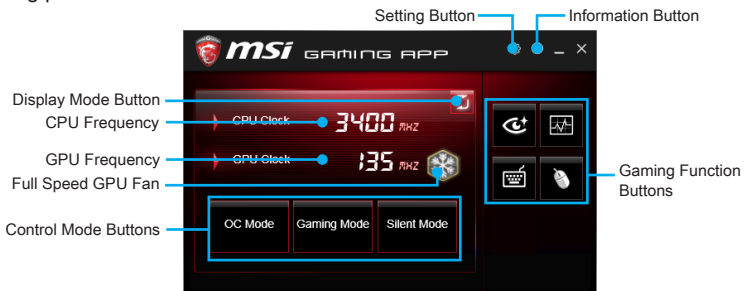 Setting Button
Information Button
msi GAMING APP
Display Mode Button
CPU Clock 3400 MHZ
CPU Frequency
GPU Frequency
GPU Clock 135 MHZ
Full Speed GPU Fan
Gaming Function
Buttons
Control Mode Buttons
OC Mode
Gaming Mode
Silent Mode